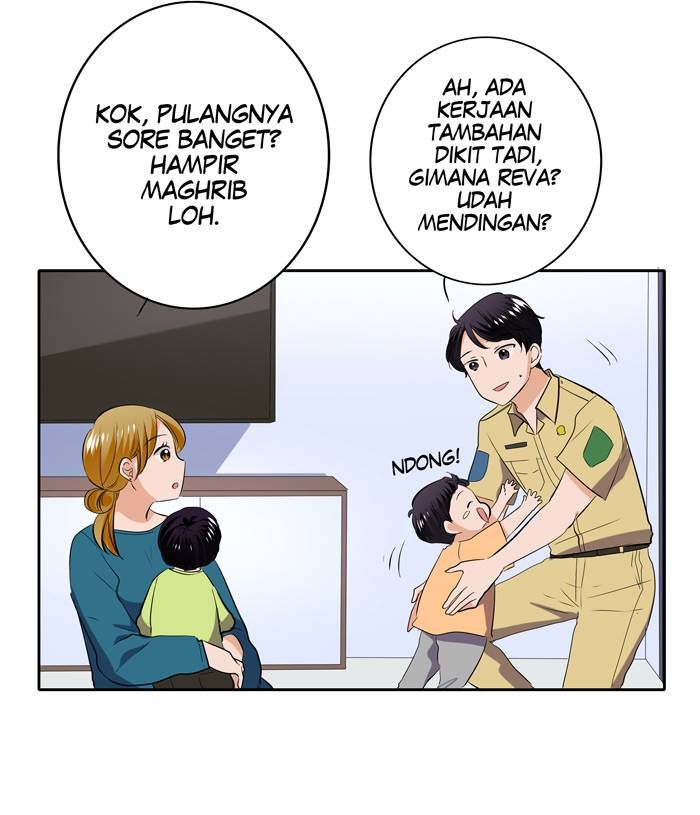 KOK, PULANGNYA
SORE BANGET?
HAMPIR
MAGHRIB
LOH.
AH, ADA
KERJAAN
TAMBAHAN
DIKIT TADI,
GIMANA REVA?
UDAH
MENDINGAN?
NDONG!